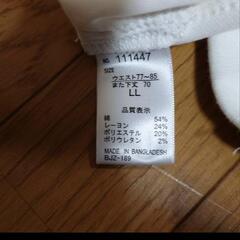 NO. 111447
SIZE
ウエスト77~85
また下丈 70
LL
品質表示
綿 54%
レーヨン 24%
ポリエステル 20%
ポリウレタン 2%
MADE IN BANGLADESH
BJZ-189